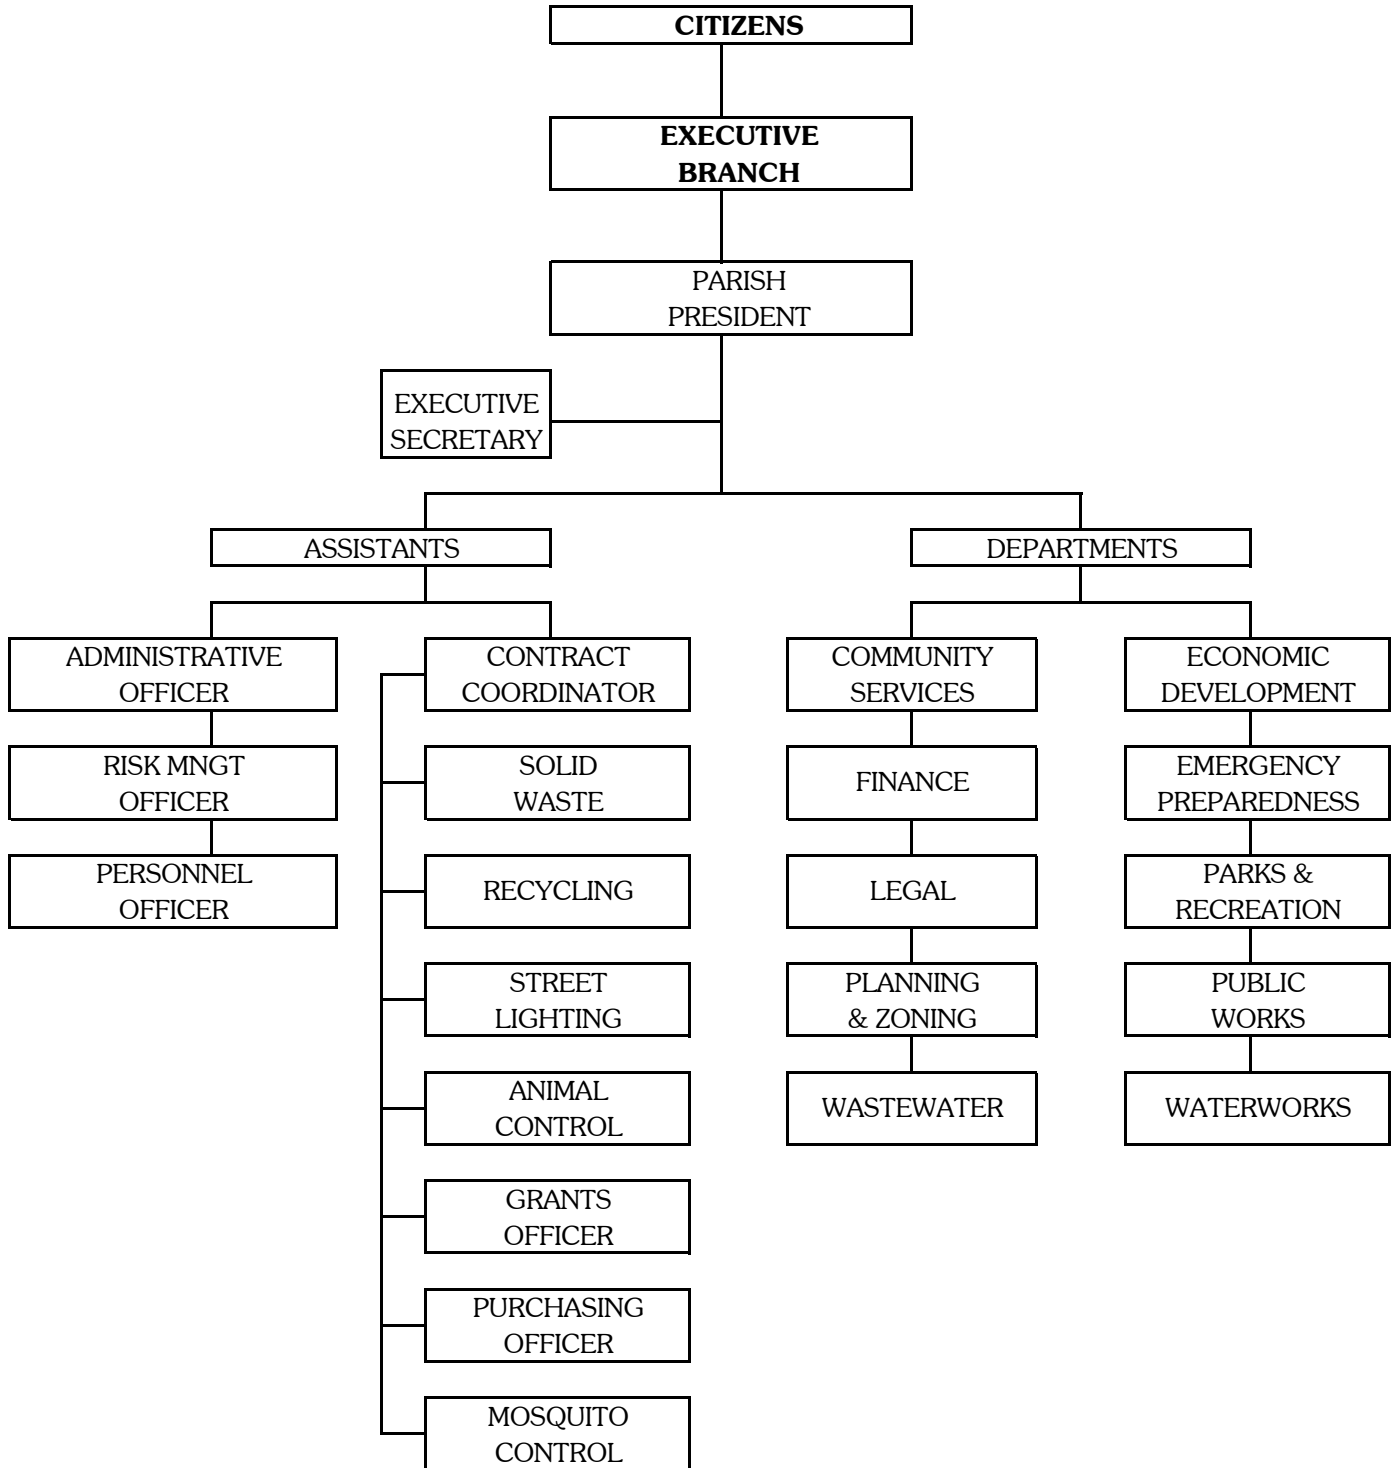 CITIZENS
EXECUTIVE
BRANCH
PARISH
PRESIDENT
EXECUTIVE
SECRETARY
ASSISTANTS
DEPARTMENTS
ADMINISTRATIVE
OFFICER
RISK MNGT
OFFICER
PERSONNEL
OFFICER
CONTRACT
COORDINATOR
SOLID
WASTE
RECYCLING
STREET
LIGHTING
ANIMAL
CONTROL
GRANTS
OFFICER
PURCHASING
OFFICER
MOSQUITO
CONTROL
COMMUNITY
SERVICES
FINANCE
LEGAL
PLANNING
& ZONING
WASTEWATER
ECONOMIC
DEVELOPMENT
EMERGENCY
PREPAREDNESS
PARKS &
RECREATION
PUBLIC
WORKS
WATERWORKS